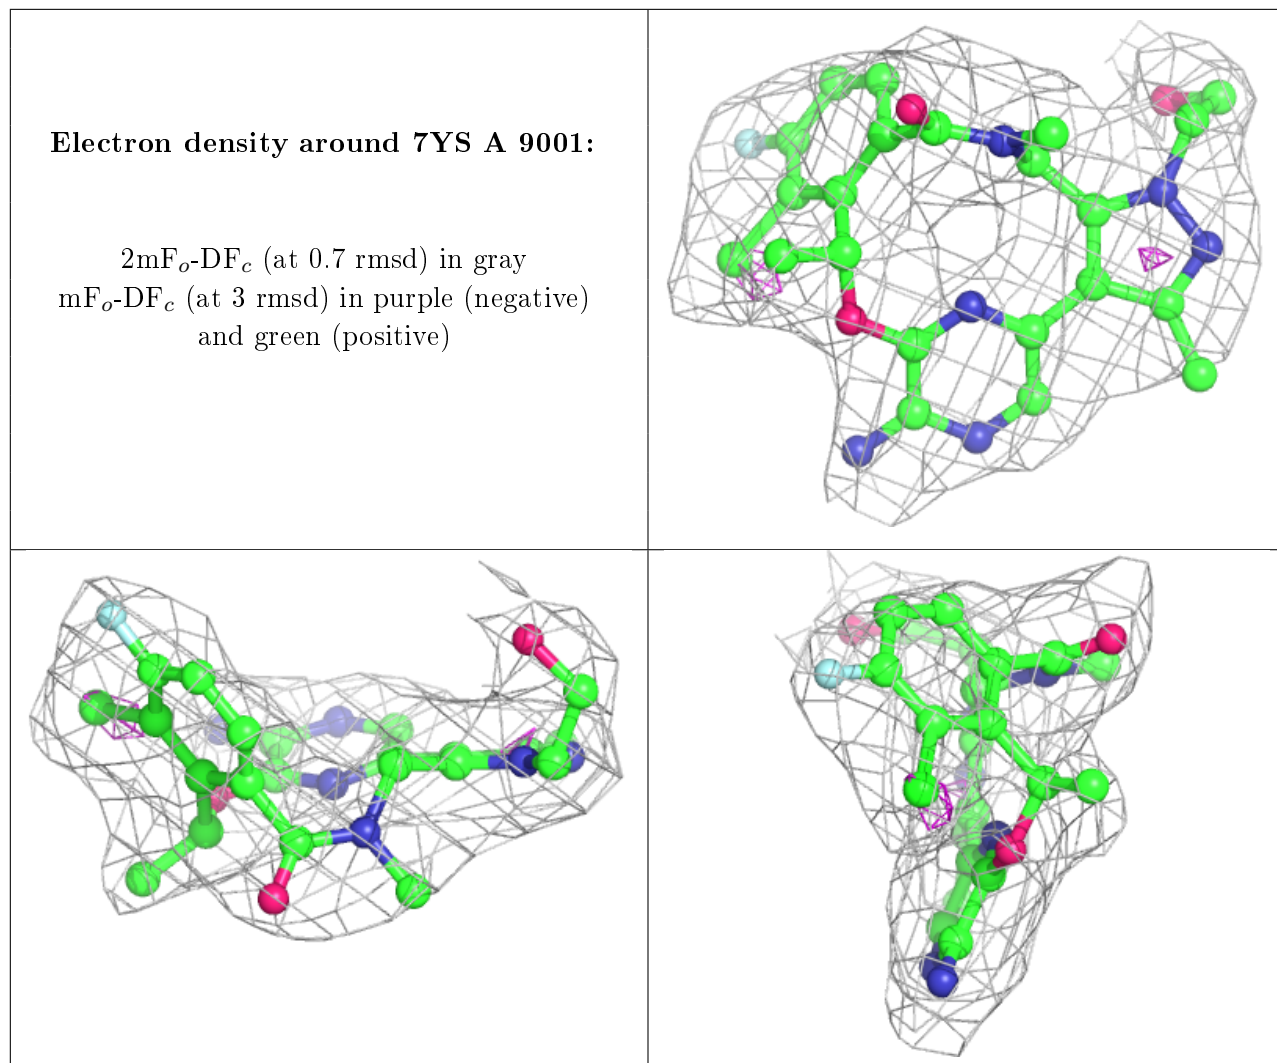 Electron density around 7YS A 9001:
2mFo-DFc (at 0.7 rmsd) in gray
mFo-DFc (at 3 rmsd) in purple (negative)
and green (positive)